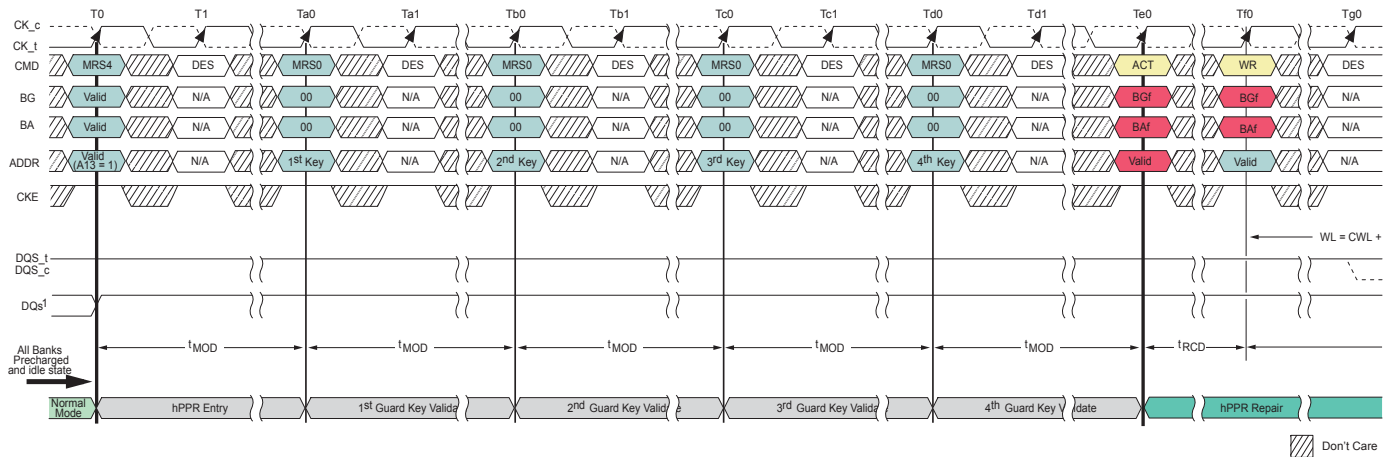 T0 T1 Ta0 Ta1 Tb0 Tb1 Tc0 Tc1 Td0 Td1 Te0 Tf0 Tg0
CK_c
CK_t
CMD MRS4 DES MRS0 DES MRS0 DES MRS0 DES MRS0 DES ACT WR DES
BG Valid N/A 00 N/A 00 N/A 00 N/A 00 N/A BGf BGf N/A
BA Valid N/A 00 N/A 00 N/A 00 N/A 00 N/A BAf BAf N/A
ADDR Valid (A13 = 1) N/A 1st Key N/A 2nd Key N/A 3rd Key N/A 4th Key N/A Valid Valid N/A
CKE
WL = CWL +
DQS_t
DQS_c
DQs1
tMOD tMOD tMOD tMOD tMOD tRCD
All Banks
Precharged
and idle state
Normal Mode hPPR Entry 1st Guard Key Valida 2nd Guard Key Valid e 3rd Guard Key Validate 4th Guard Key V idate hPPR Repair
Don't Care